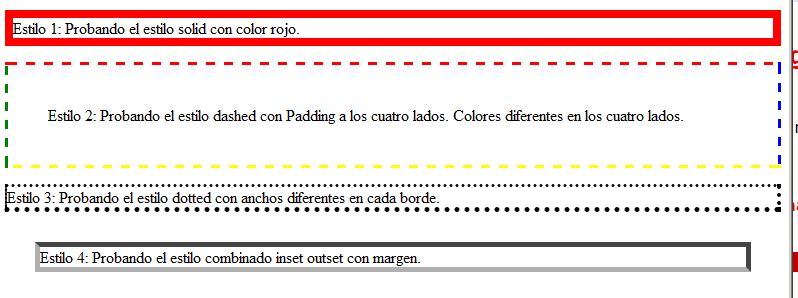 Estilo 1: Probando el estilo solid con color rojo.
Estilo 2: Probando el estilo dashed con Padding a los cuatro lados. Colores diferentes en los cuatro lados.
Estilo 3: Probando el estilo dotted con anchos diferentes en cada borde.
Estilo 4: Probando el estilo combinado inset outset con margen.